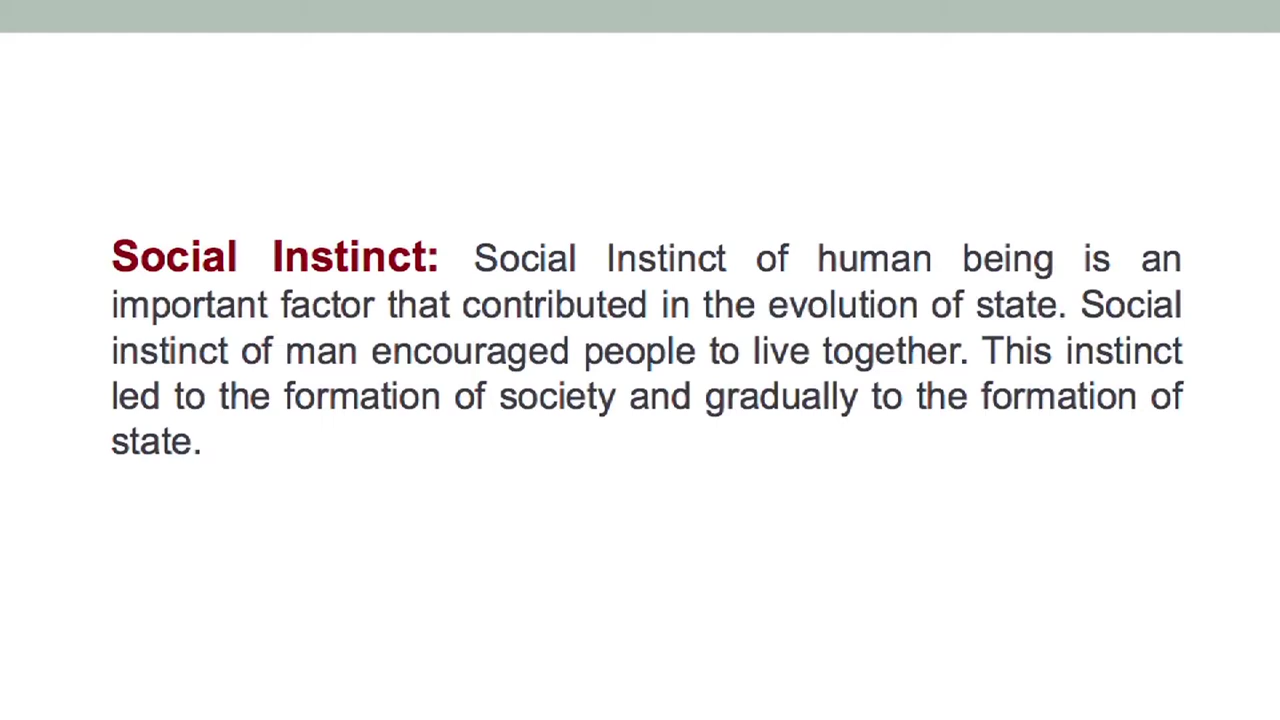 Social Instinct: Social Instinct of human being is an
important factor that contributed in the evolution of state. Social
instinct of man encouraged people to live together. This instinct
led to the formation of society and gradually to the formation of
state.